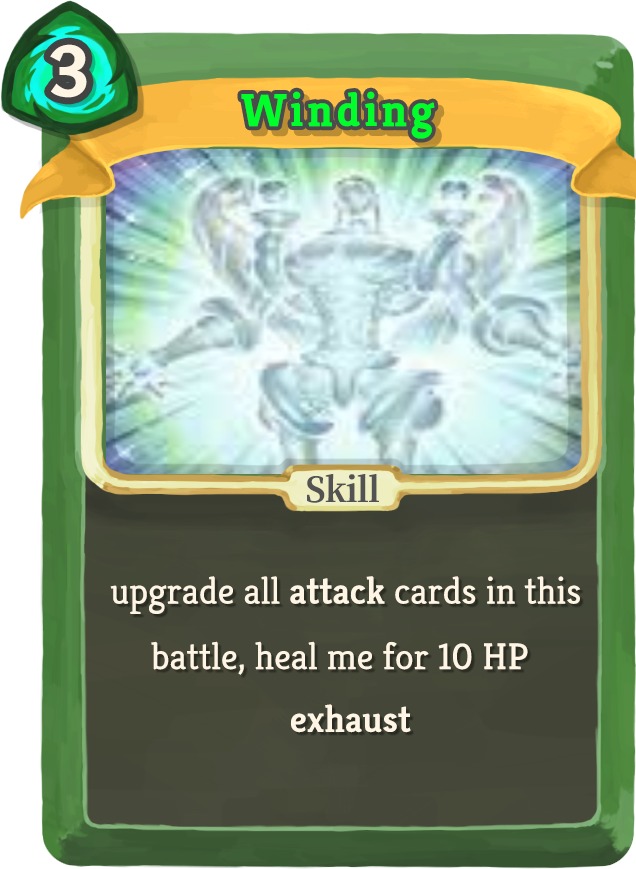 3
Winding
Skill
upgrade all attack cards in this
battle, heal me for 10 HP
exhaust